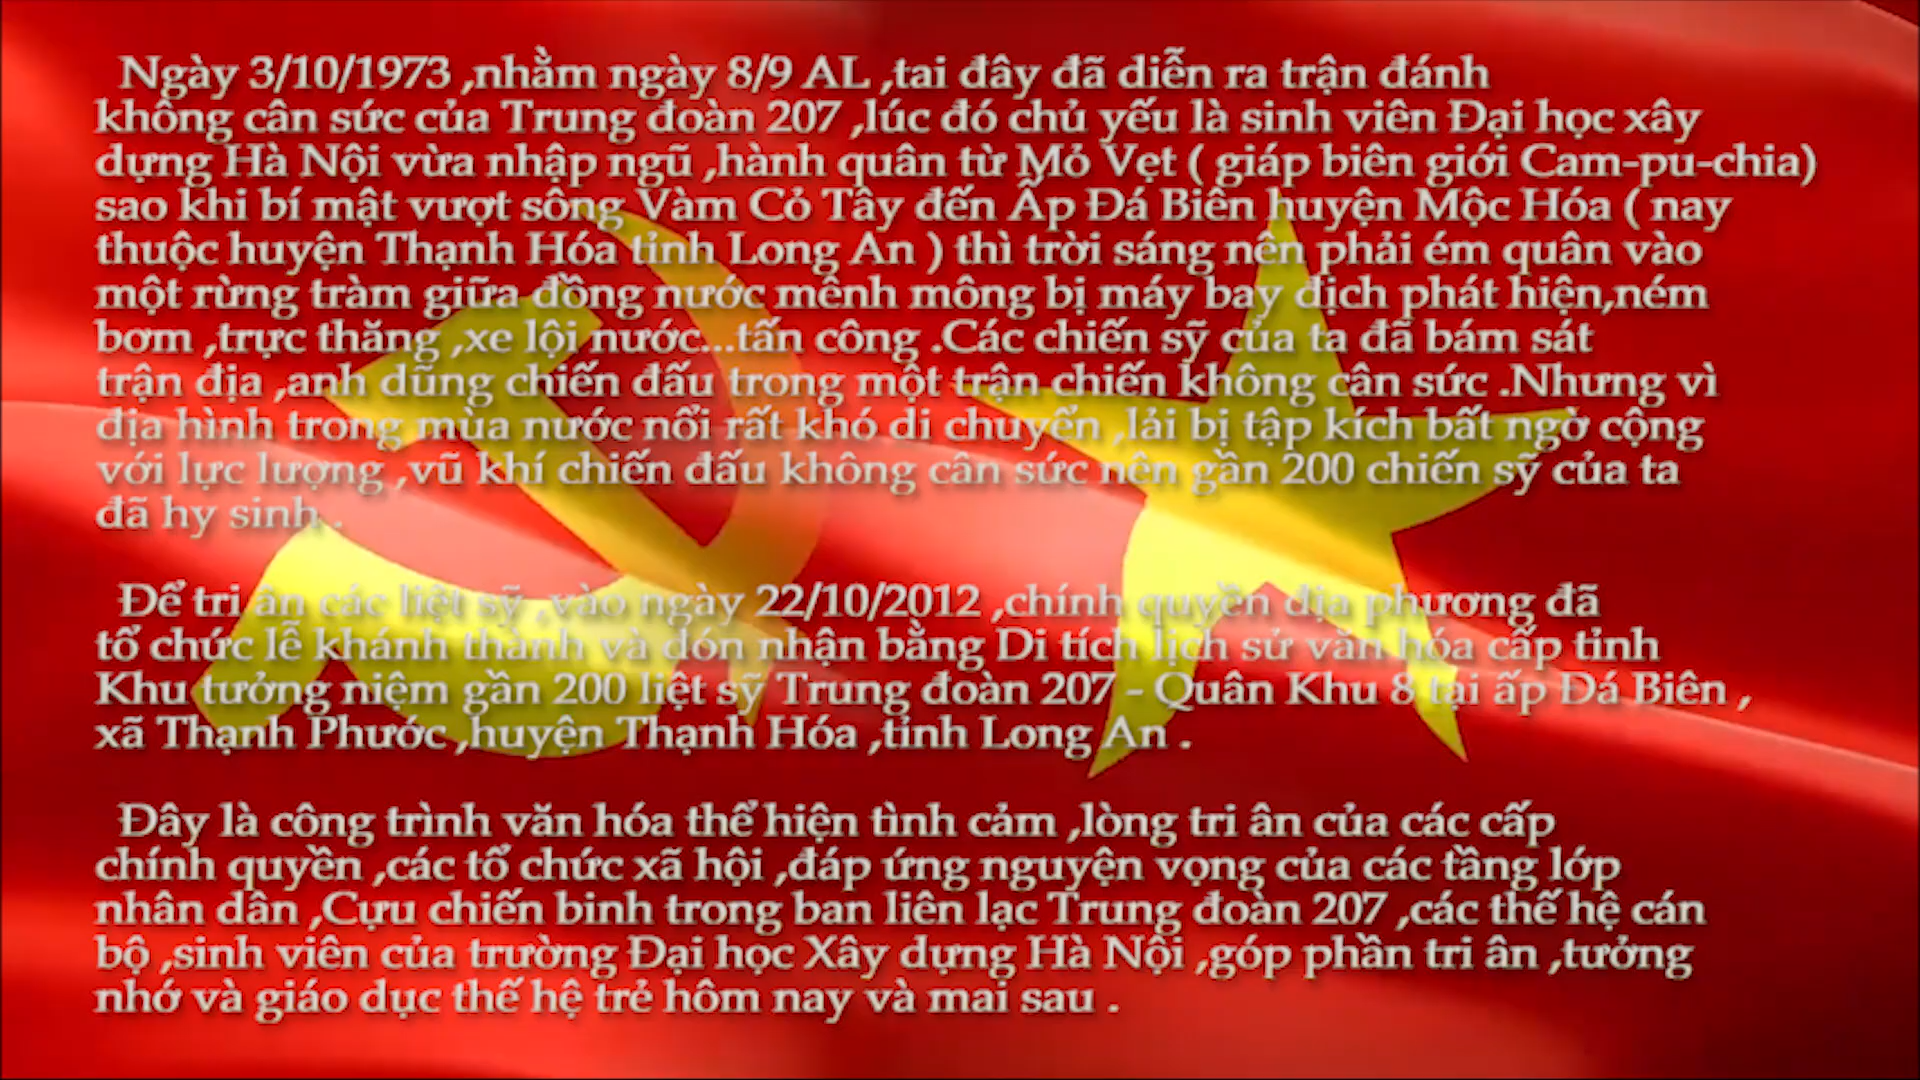 Ngày 3/10/1973 ,nhằm ngày 8/9 AL ,tai đây đã diễn ra trận đánh
không cân sức của Trung đoàn 207 ,lúc đó chủ yếu là sinh viên Đại học xây
dựng Hà Nội vừa nhập ngũ ,hành quân từ Mỏ Vẹt ( giáp biên giới Cam-pu-chia)
sao khi bí mật vượt sông Vàm Cỏ Tây đến Ấp Đá Biên huyện Mộc Hóa ( nay
thuộc huyện Thạnh Hóa tỉnh Long An ) thì trời sáng nên phải ém quân vào
một rừng tràm giữa đồng nước mênh mông bị máy bay địch phát hiện,ném
bơm ,trực thăng ,xe lội nước...tấn công .Các chiến sỹ của ta đã bám sát
trận địa ,anh dũng chiến đấu trong một trận chiến không cân sức .Nhưng vì
địa hình trong mùa nước nổi rất khó di chuyển ,lải bị tập kích bất ngờ cộng
với lực lượng ,vũ khí chiến đấu không cân sức nên gần 200 chiến sỹ của ta
đã hy sinh .
Để tri ân các liệt sỹ ,vào ngày 22/10/2012 ,chính quyền địa phương đã
tổ chức lễ khánh thành và dón nhận bằng Di tích lịch sử văn hóa cấp tỉnh
Khu tưởng niệm gần 200 liệt sỹ Trung đoàn 207 - Quân Khu 8 tại ấp Đá Biên ,
xã Thạnh Phước ,huyện Thạnh Hóa ,tỉnh Long An .
Đây là công trình văn hóa thể hiện tình cảm ,lòng tri ân của các cấp
chính quyền ,các tổ chức xã hội ,đáp ứng nguyện vọng của các tầng lớp
nhân dân ,Cựu chiến binh trong ban liên lạc Trung đoàn 207 ,các thế hệ cán
bộ ,sinh viên của trường Đại học Xây dựng Hà Nội ,góp phần tri ân ,tưởng
nhớ và giáo dục thế hệ trẻ hôm nay và mai sau .